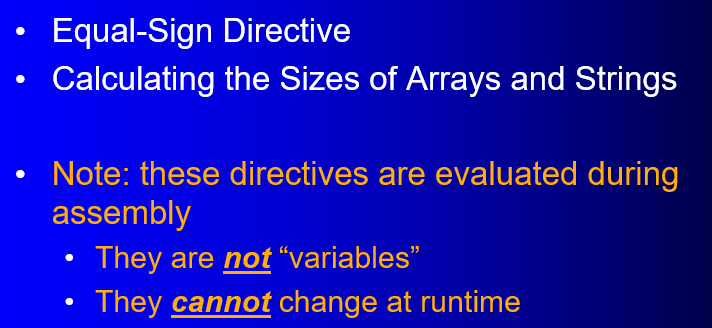 • Equal-Sign Directive
• Calculating the Sizes of Arrays and Strings
• Note: these directives are evaluated during
assembly
• They are not “variables”
• They cannot change at runtime